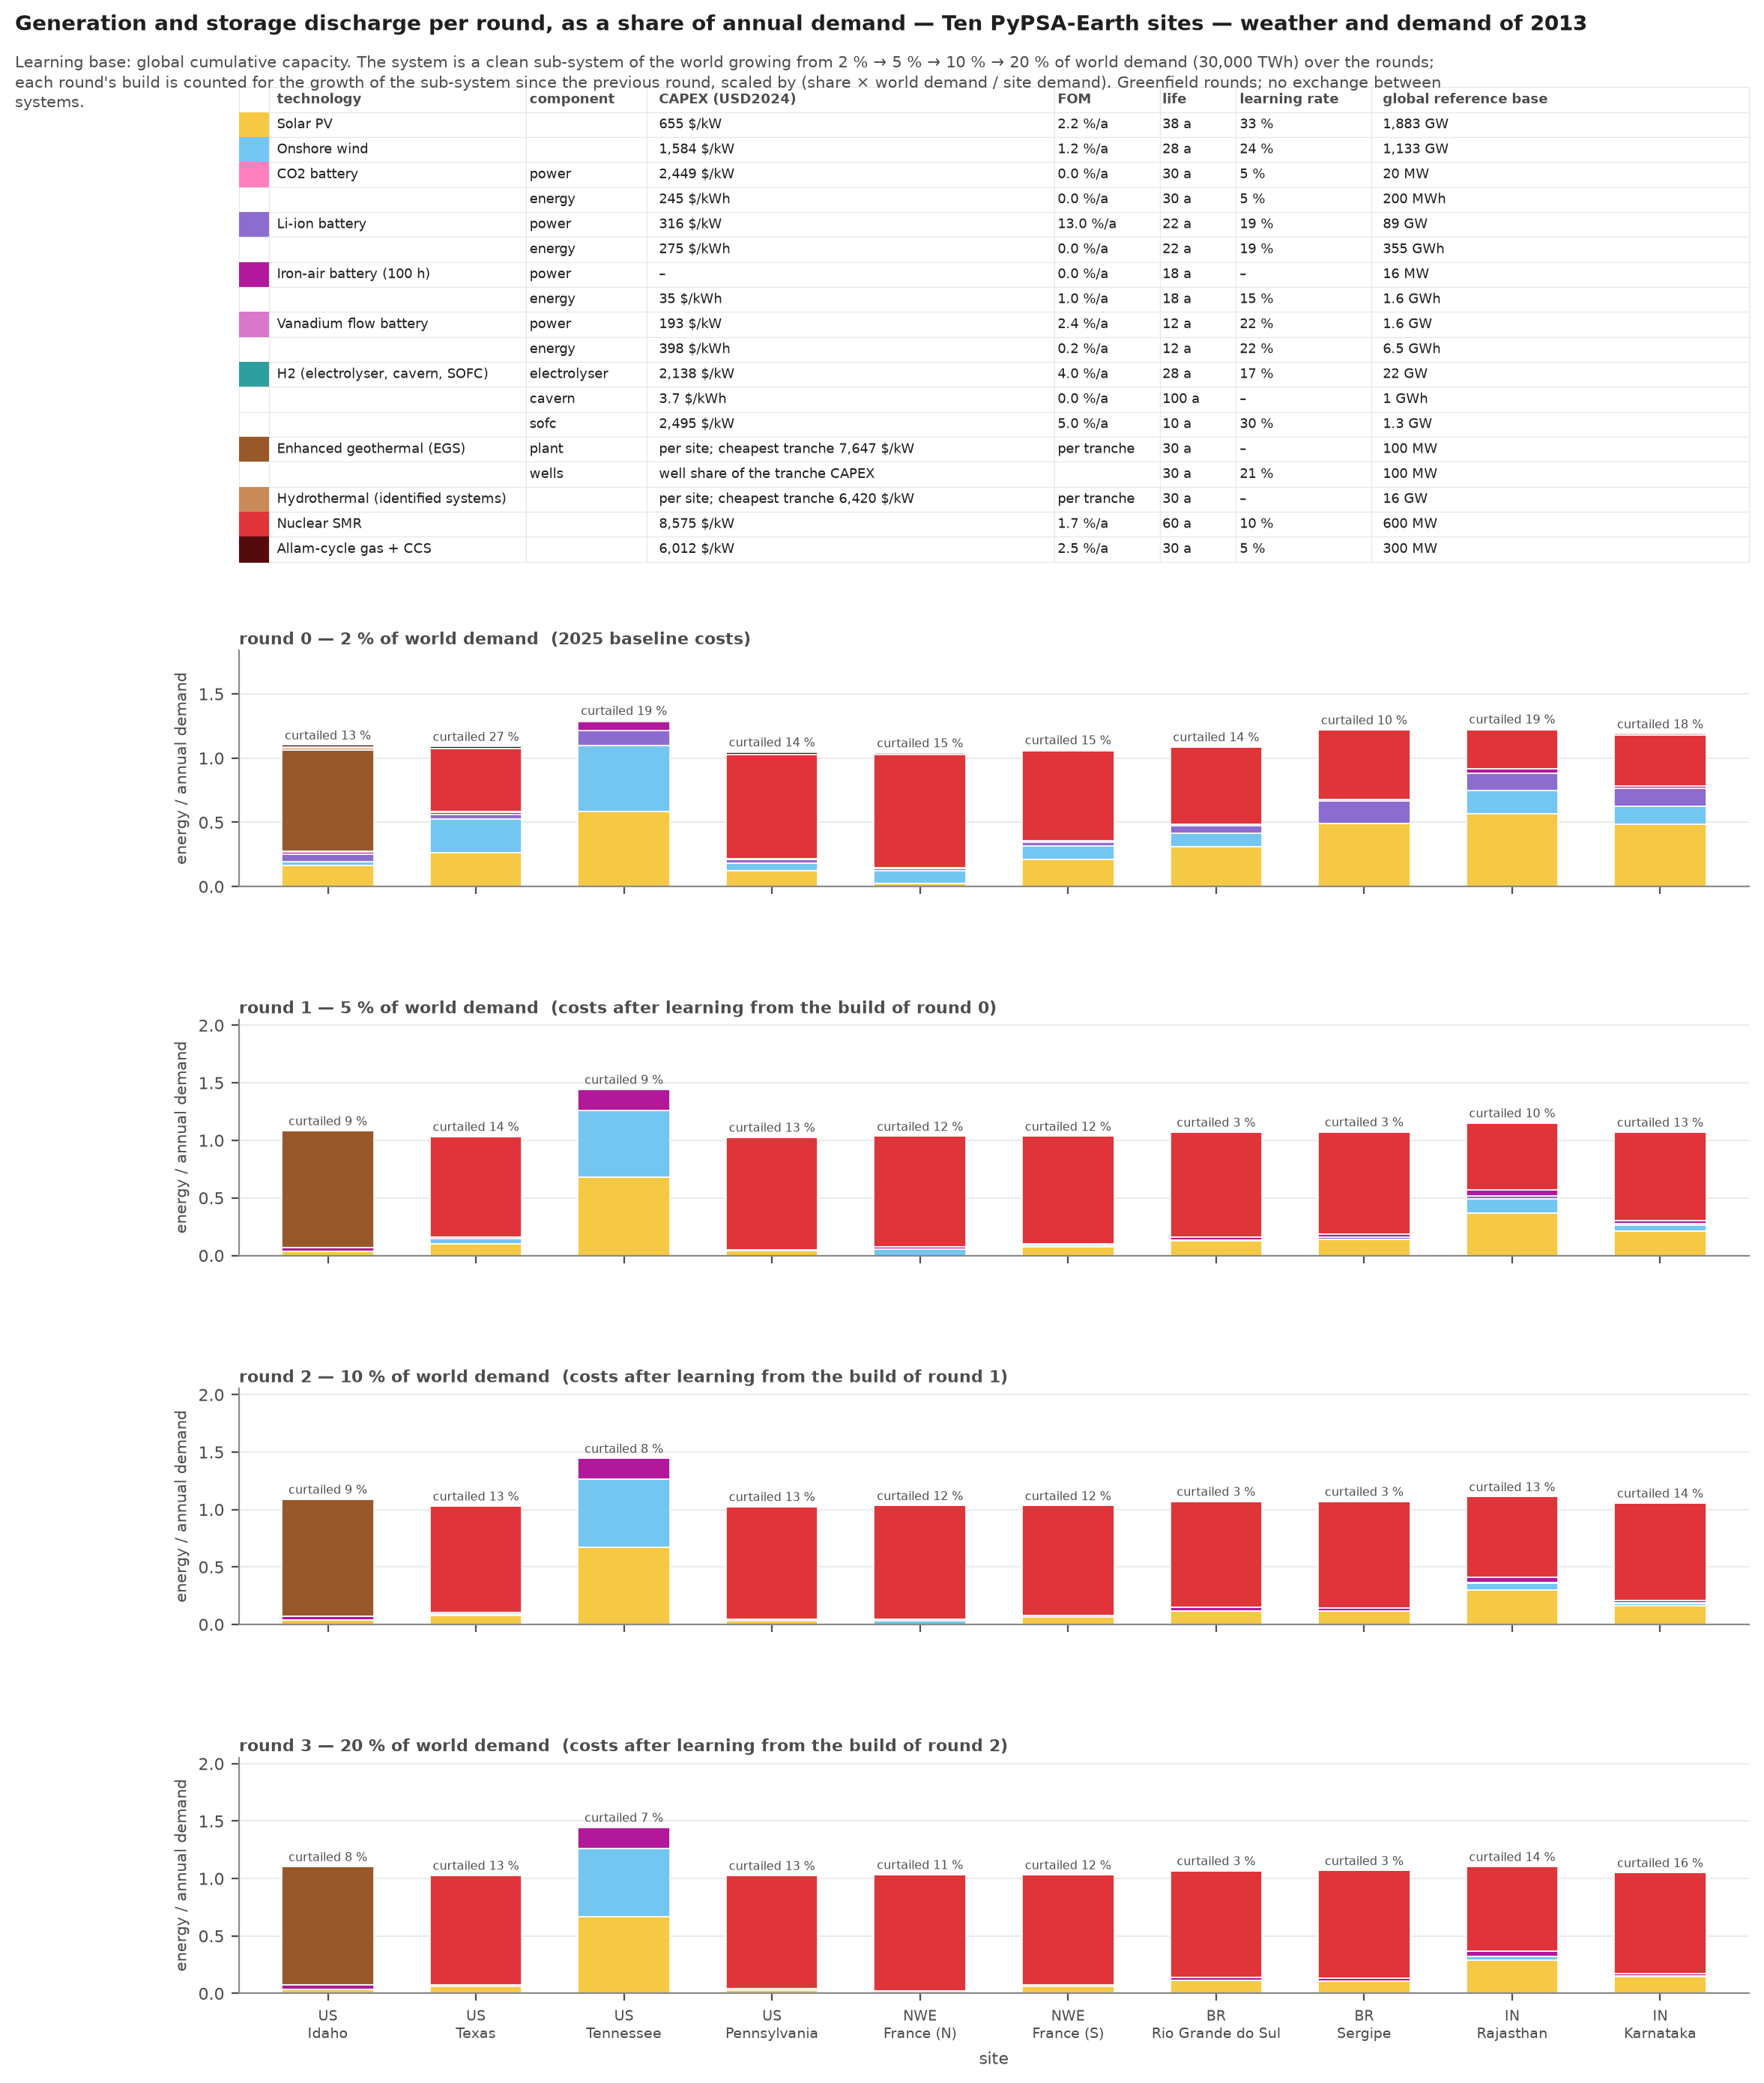 Generation and storage discharge per round, as a share of annual demand — Ten PyPSA-Earth sites — weather and demand of 2013
Learning base: global cumulative capacity. The system is a clean sub-system of the world growing from 2 % → 5 % → 10 % → 20 % of world demand (30,000 TWh) over the rounds;
each round's build is counted for the growth of the sub-system since the previous round, scaled by (share × world demand / site demand). Greenfield rounds; no exchange between
systems.
technology component CAPEX (USD2024) FOM life learning rate global reference base
Solar PV 655 $/kW 2.2 %/a 38 a 33 % 1,883 GW
Onshore wind 1,584 $/kW 1.2 %/a 28 a 24 % 1,133 GW
CO2 battery power 2,449 $/kW 0.0 %/a 30 a 5 % 20 MW
energy 245 $/kWh 0.0 %/a 30 a 5 % 200 MWh
Li-ion battery power 316 $/kW 13.0 %/a 22 a 19 % 89 GW
energy 275 $/kWh 0.0 %/a 22 a 19 % 355 GWh
Iron-air battery (100 h) power – 0.0 %/a 18 a – 16 MW
energy 35 $/kWh 1.0 %/a 18 a 15 % 1.6 GWh
Vanadium flow battery power 193 $/kW 2.4 %/a 12 a 22 % 1.6 GW
energy 398 $/kWh 0.2 %/a 12 a 22 % 6.5 GWh
H2 (electrolyser, cavern, SOFC) electrolyser 2,138 $/kW 4.0 %/a 28 a 17 % 22 GW
cavern 3.7 $/kWh 0.0 %/a 100 a – 1 GWh
sofc 2,495 $/kW 5.0 %/a 10 a 30 % 1.3 GW
Enhanced geothermal (EGS) plant per site; cheapest tranche 7,647 $/kW per tranche 30 a – 100 MW
wells well share of the tranche CAPEX 30 a 21 % 100 MW
Hydrothermal (identified systems) per site; cheapest tranche 6,420 $/kW per tranche 30 a – 16 GW
Nuclear SMR 8,575 $/kW 1.7 %/a 60 a 10 % 600 MW
Allam-cycle gas + CCS 6,012 $/kW 2.5 %/a 30 a 5 % 300 MW
round 0 — 2 % of world demand (2025 baseline costs)
energy / annual demand
1.5
1.0
0.5
0.0
curtailed 13 % curtailed 27 % curtailed 19 % curtailed 14 % curtailed 15 % curtailed 15 % curtailed 14 % curtailed 10 % curtailed 19 % curtailed 18 %
round 1 — 5 % of world demand (costs after learning from the build of round 0)
energy / annual demand
2.0
1.5
1.0
0.5
0.0
curtailed 9 % curtailed 14 % curtailed 9 % curtailed 13 % curtailed 12 % curtailed 12 % curtailed 3 % curtailed 3 % curtailed 10 % curtailed 13 %
round 2 — 10 % of world demand (costs after learning from the build of round 1)
energy / annual demand
2.0
1.5
1.0
0.5
0.0
curtailed 9 % curtailed 13 % curtailed 8 % curtailed 13 % curtailed 12 % curtailed 12 % curtailed 3 % curtailed 3 % curtailed 13 % curtailed 14 %
round 3 — 20 % of world demand (costs after learning from the build of round 2)
energy / annual demand
2.0
1.5
1.0
0.5
0.0
curtailed 8 % curtailed 13 % curtailed 7 % curtailed 13 % curtailed 11 % curtailed 12 % curtailed 3 % curtailed 3 % curtailed 14 % curtailed 16 %
US US US US NWE NWE BR BR IN IN
Idaho Texas Tennessee Pennsylvania France (N) France (S) Rio Grande do Sul Sergipe Rajasthan Karnataka
site